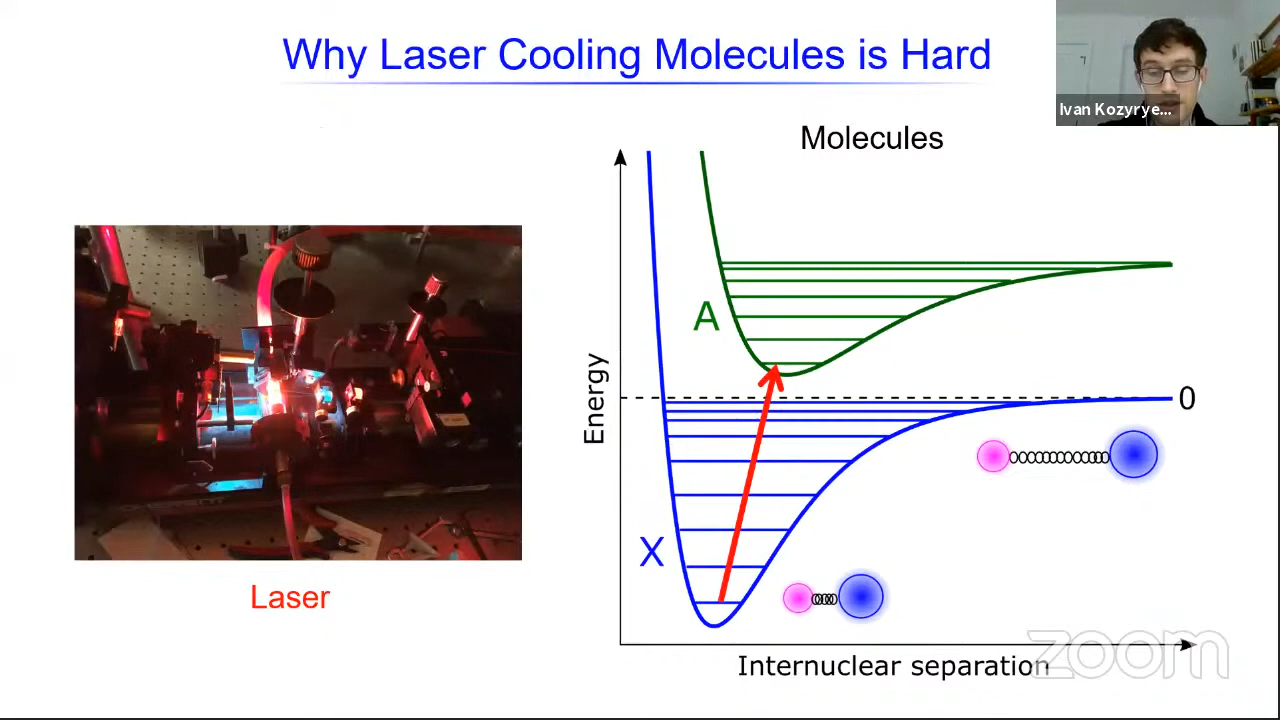 Why Laser Cooling Molecules is Hard
Ivan Kozyrye...
Molecules
A
Energy
0
X
Laser
Internuclear separation
zoom